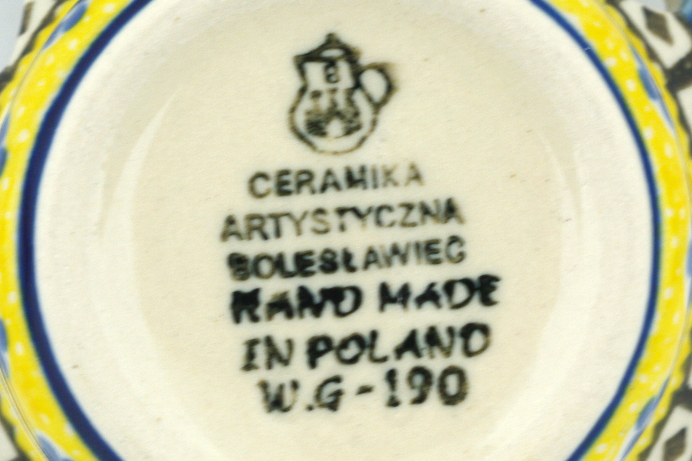 CERAMIKA
ARTYSTYCZNA
BOLESŁAWIEC
HAND MADE
IN POLAND
W.G-190